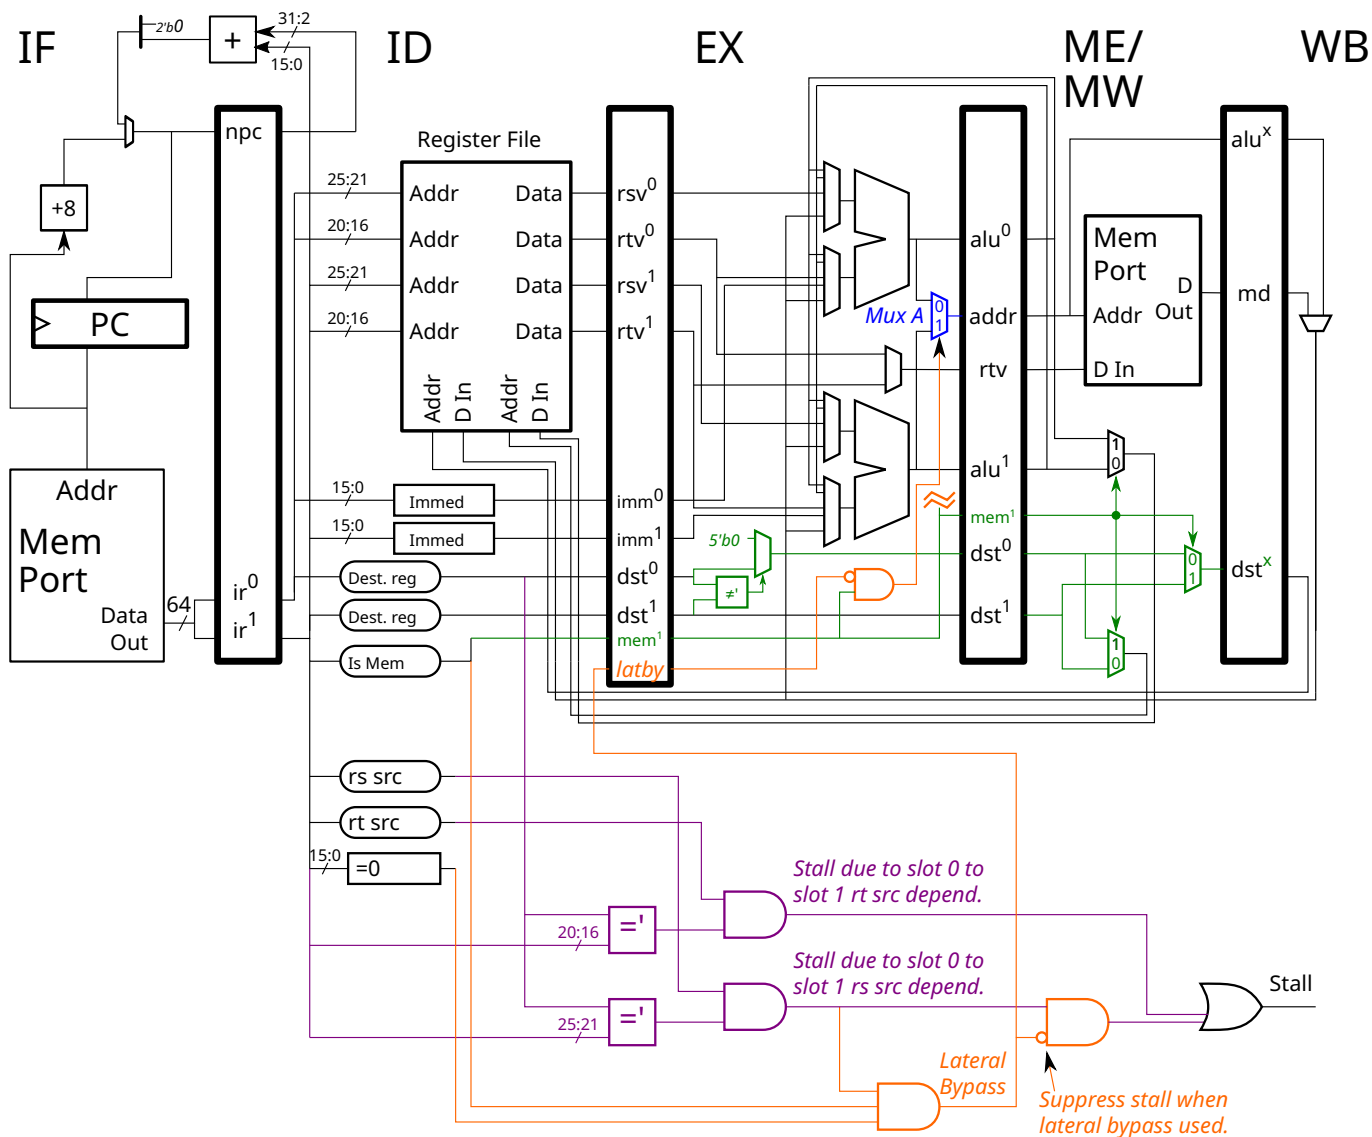 IF
ID
EX
ME/
MW
WB
2'b0
+
31:2
15:0
npc
+8
PC
Addr
Mem
Port
Data
Out
64
ir0
ir1
Register File
25:21
20:16
25:21
20:16
Addr
Addr
Addr
Addr
Data
Data
Data
Data
Addr
D In
Addr
D In
15:0
Immed
15:0
Immed
Dest. reg
Dest. reg
Is Mem
rsv0
rtv0
rsv1
rtv1
imm0
imm1
dst0
dst1
mem1
latby
5'b0
≠'
Mux A
0
1
alu0
addr
rtv
alu1
mem1
dst0
dst1
Mem
Port
D
Out
Addr
D In
1
0
0
1
1
0
alux
md
dstx
rs src
rt src
15:0
=0
Stall due to slot 0 to
slot 1 rt src depend.
='
20:16
Stall due to slot 0 to
slot 1 rs src depend.
='
25:21
Stall
Lateral
Bypass
Suppress stall when
lateral bypass used.